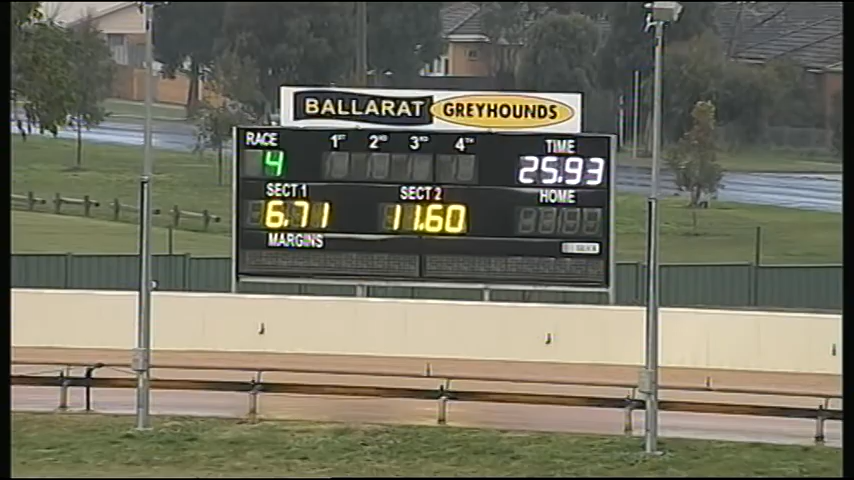 BALLARAT GREYHOUNDS
RACE 1ST 2ND 3RD 4TH TIME
4 25.93
SECT 1 SECT 2 HOME
6.71 11.60
MARGINS